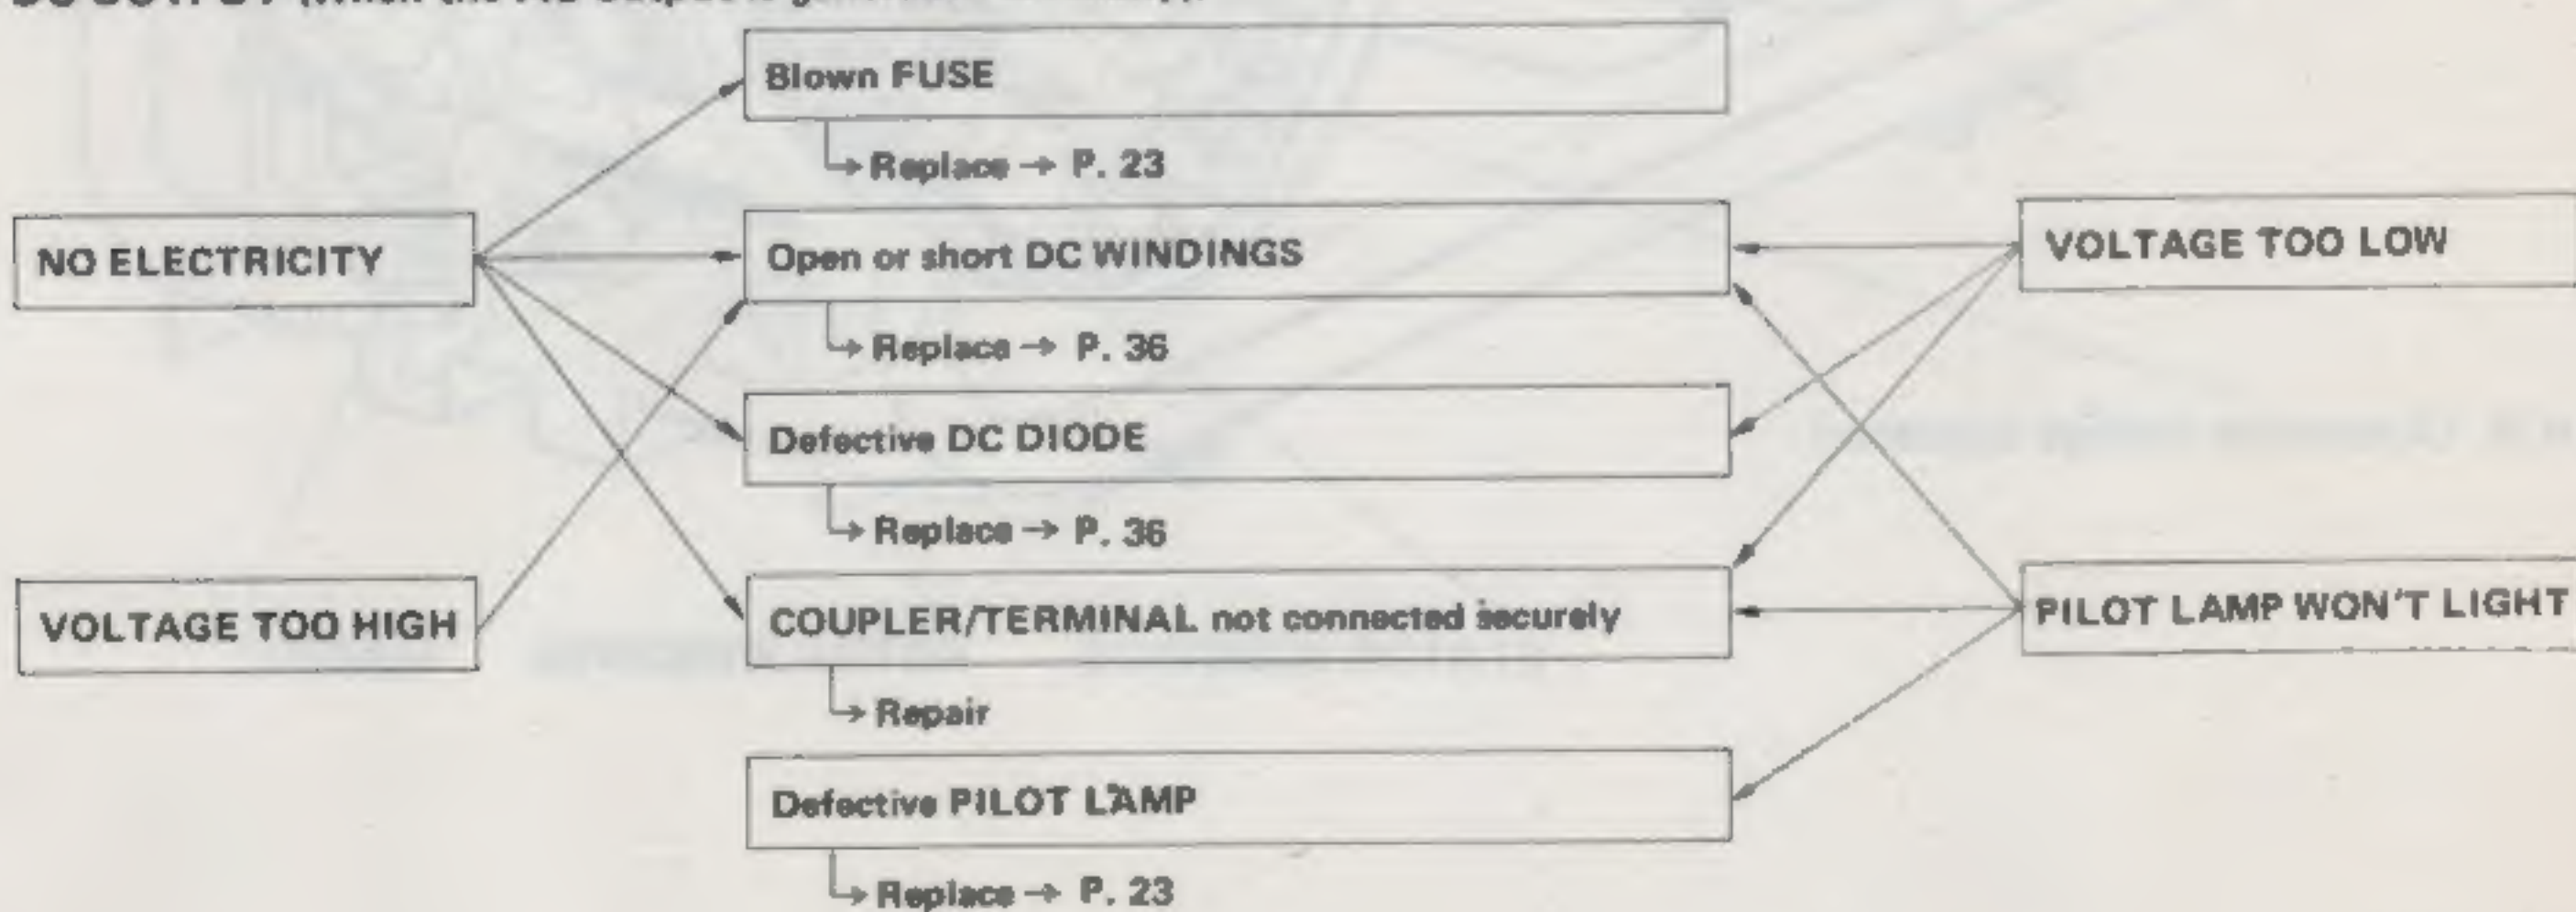 Blown FUSE
Replace → P. 23
NO ELECTRICITY
Open or short DC WINDINGS
VOLTAGE TOO LOW
Replace → P. 36
Defective DC DIODE
Replace → P. 36
VOLTAGE TOO HIGH
COUPLER/TERMINAL not connected securely
PILOT LAMP WON'T LIGHT
Repair
Defective PILOT LAMP
Replace → P. 23